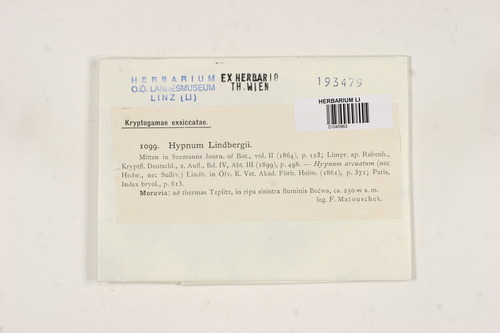 HERBARIUM
O.Ö. LANDESMUSEUM
LINZ (LI)
EX HERBARIO
TH. WIEN
193479
HERBARIUM LI
01045963
Kryptogamae exsiccatae.
1099. Hypnum Lindbergii.
Mitten in Seemanns Journ. of Bot., vol. II (1864), p. 123; Limpr. ap. Rabenh.,
Kryptfl. Deutschl., 2. Aufl., Bd. IV, Abt. III (1899), p. 498. — Hypnum arcuatum (nec
Hedw., nec Sulliv.) Lindb. in Öfv. K. Vet. Akad. Förh. Holm. (1861), p. 371; Paris,
Index bryol., p. 613.
Moravia: ad thermas Teplitz, in ripa sinistra fluminis Bečwa, ca. 250 m s. m.
leg. F. Matouschek.